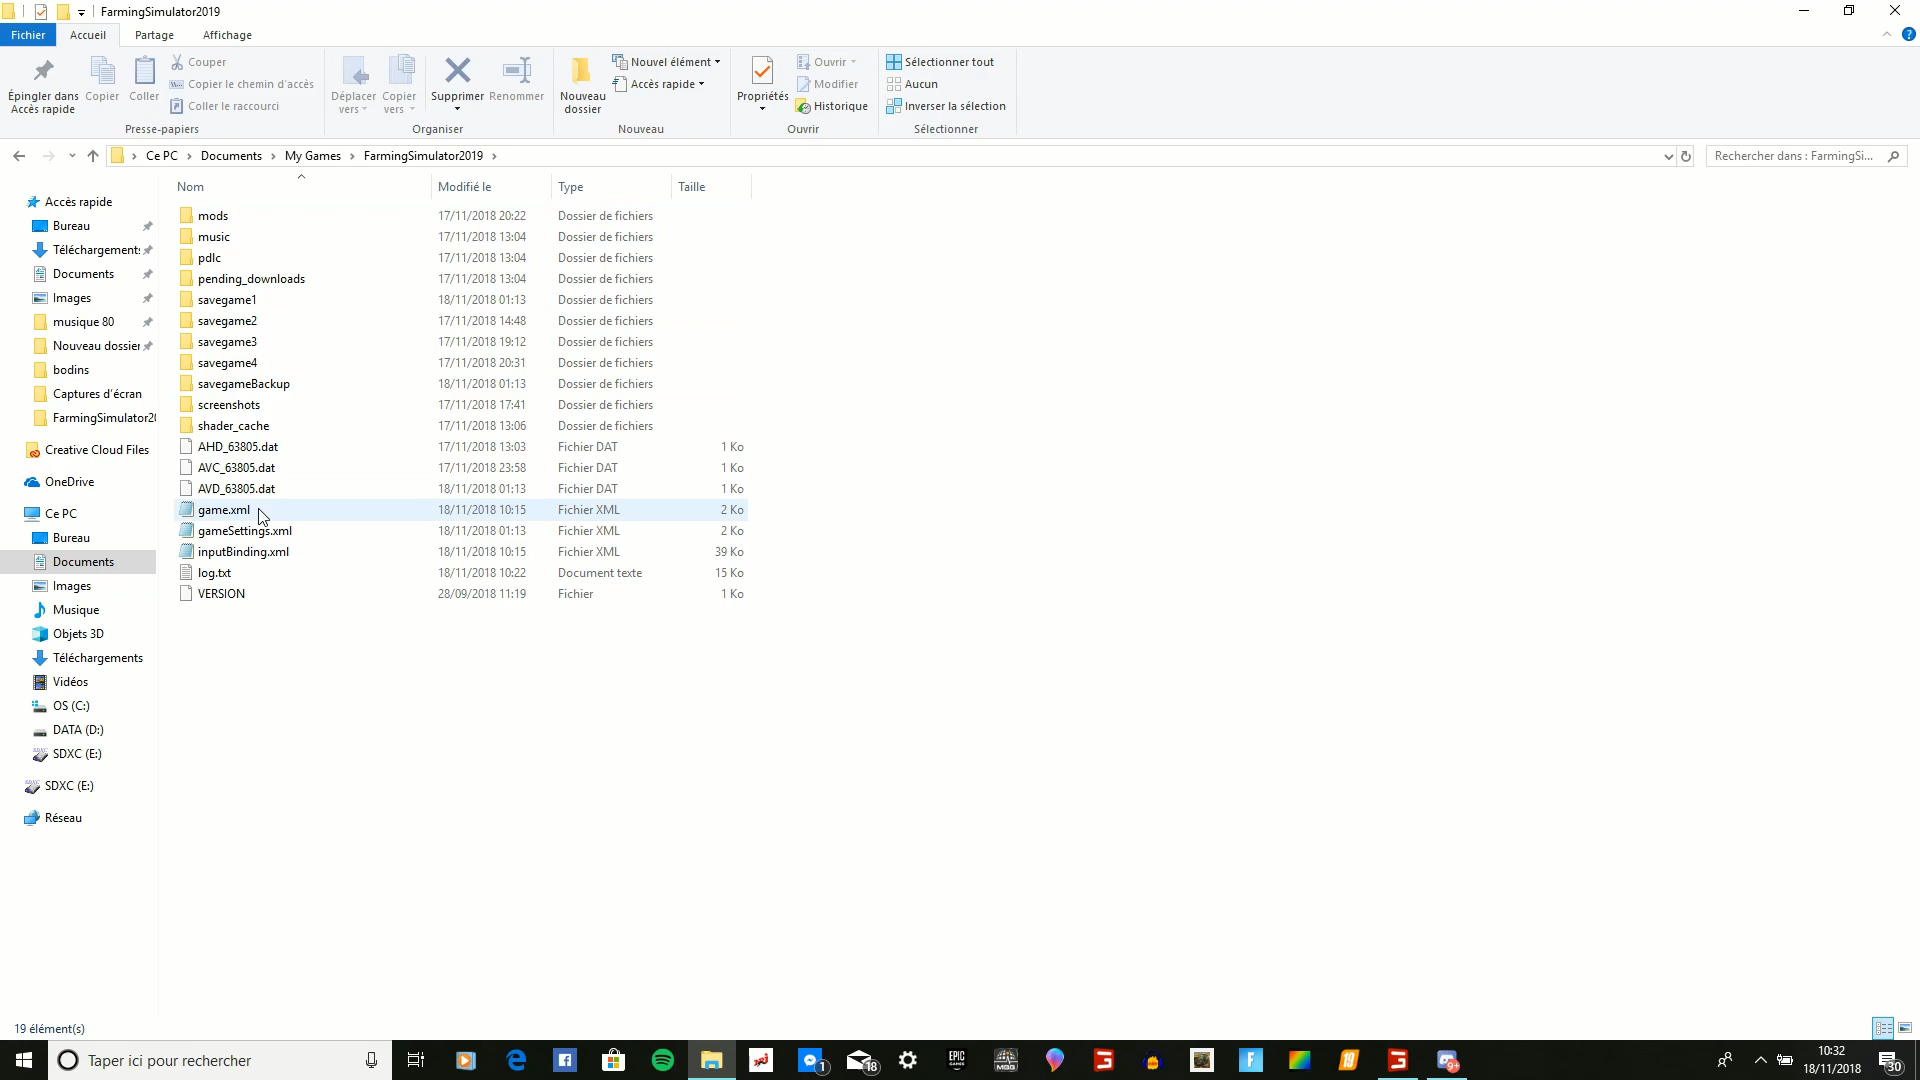 FarmingSimulator2019
Fichier Accueil Partage Affichage
Épingler dans Accès rapide
Copier
Coller
Couper
Copier le chemin d'accès
Coller le raccourci
Presse-papiers
Déplacer vers
Copier vers
Supprimer
Renommer
Organiser
Nouveau dossier
Nouvel élément
Accès rapide
Nouveau
Propriétés
Ouvrir
Modifier
Historique
Ouvrir
Sélectionner tout
Aucun
Inverser la sélection
Sélectionner
Ce PC > Documents > My Games > FarmingSimulator2019 >
Rechercher dans : FarmingSi...
Accès rapide
Bureau
Téléchargements
Documents
Images
musique 80
Nouveau dossier
bodins
Captures d'écran
FarmingSimulator20
Creative Cloud Files
OneDrive
Ce PC
Bureau
Documents
Images
Musique
Objets 3D
Téléchargements
Vidéos
OS (C:)
DATA (D:)
SDXC (E:)
SDXC (E:)
Réseau
Nom Modifié le Type Taille
mods 17/11/2018 20:22 Dossier de fichiers
music 17/11/2018 13:04 Dossier de fichiers
pdlc 17/11/2018 13:04 Dossier de fichiers
pending_downloads 17/11/2018 13:04 Dossier de fichiers
savegame1 18/11/2018 01:13 Dossier de fichiers
savegame2 17/11/2018 14:48 Dossier de fichiers
savegame3 17/11/2018 19:12 Dossier de fichiers
savegame4 17/11/2018 20:31 Dossier de fichiers
savegameBackup 18/11/2018 01:13 Dossier de fichiers
screenshots 17/11/2018 17:41 Dossier de fichiers
shader_cache 17/11/2018 13:06 Dossier de fichiers
AHD_63805.dat 17/11/2018 13:03 Fichier DAT 1 Ko
AVC_63805.dat 17/11/2018 23:58 Fichier DAT 1 Ko
AVD_63805.dat 18/11/2018 01:13 Fichier DAT 1 Ko
game.xml 18/11/2018 10:15 Fichier XML 2 Ko
gameSettings.xml 18/11/2018 01:13 Fichier XML 2 Ko
inputBinding.xml 18/11/2018 10:15 Fichier XML 39 Ko
log.txt 18/11/2018 10:22 Document texte 15 Ko
VERSION 28/09/2018 11:19 Fichier 1 Ko
19 élément(s)
Taper ici pour rechercher
NRJ
1
18
EPIC GAMES
MGG
F
19
9+
10:32
18/11/2018
30